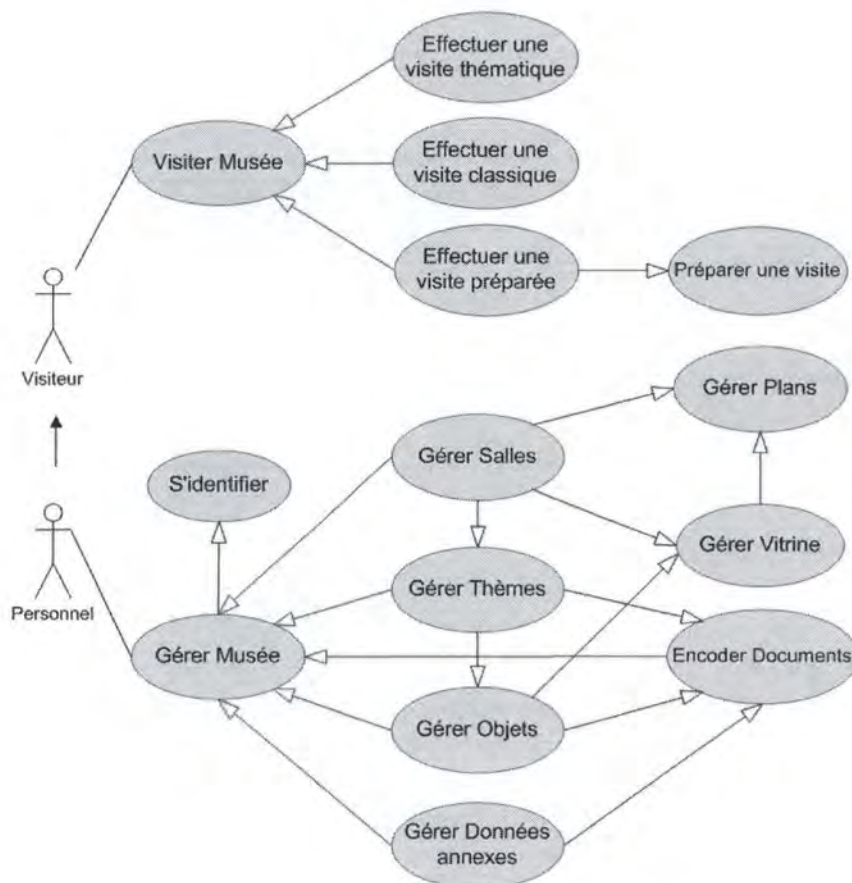 Effectuer une
visite thématique
Visiter Musée
Effectuer une
visite classique
Effectuer une
visite préparée
Préparer une visite
Visiteur
Gérer Plans
Gérer Salles
S'identifier
Gérer Vitrine
Personnel
Gérer Thèmes
Gérer Musée
Encoder Documents
Gérer Objets
Gérer Données
annexes